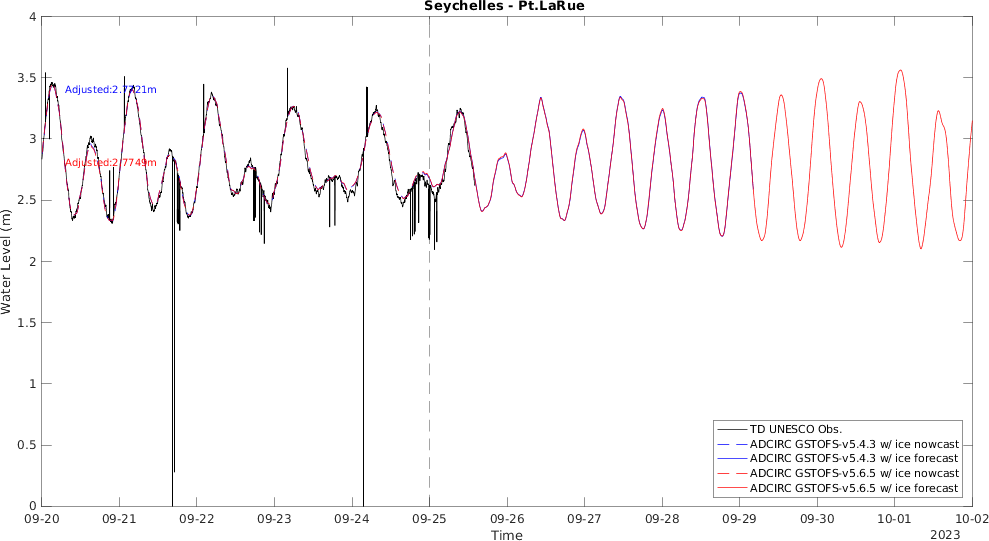 Seychelles - Pt.LaRue
4
3.5
3
2.5
2
1.5
1
0.5
0
Water Level (m)
Adjusted:2.7721m
Adjusted:2.7749m
TD UNESCO Obs.
ADCIRC GSTOFS-v5.4.3 w/ ice nowcast
ADCIRC GSTOFS-v5.4.3 w/ ice forecast
ADCIRC GSTOFS-v5.6.5 w/ ice nowcast
ADCIRC GSTOFS-v5.6.5 w/ ice forecast
09-20 09-21 09-22 09-23 09-24 09-25 09-26 09-27 09-28 09-29 09-30 10-01 10-02
Time
2023